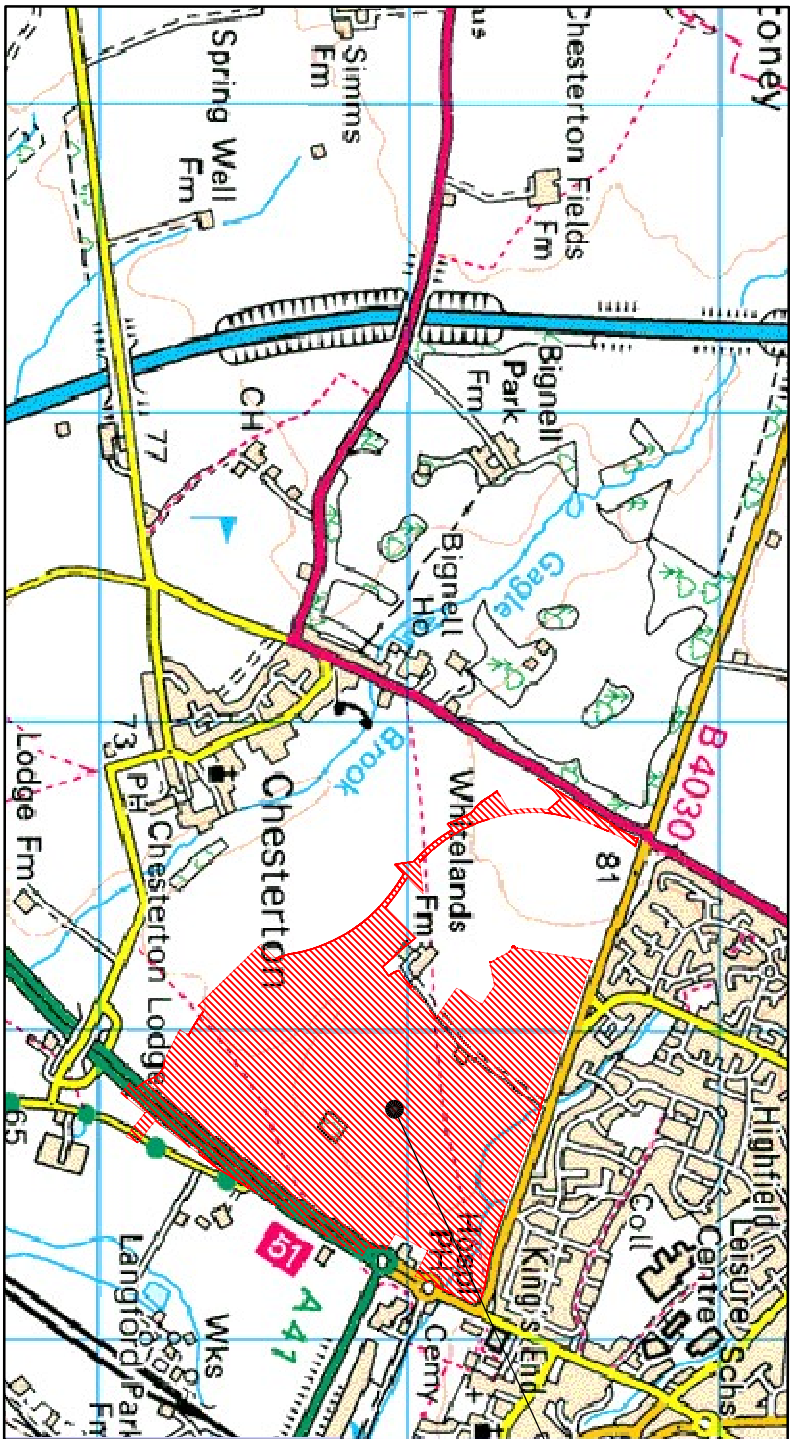 Spring Well
Fm
Simms
Fm
Chesterton Fields
Fm
Bignell
Park
Fm
CH
77
Bignell
Ho
Gagle
Brook
B 4030
73
PH
Chesterton
Whitelands
Fm
81
Lodge Fm
Chesterton Lodge
65
Highfield
Leisure
Centre
Schs
Coll
King's End
Hospl
PH
Cemy
51
A 41
Wks
Langford Park
Fm